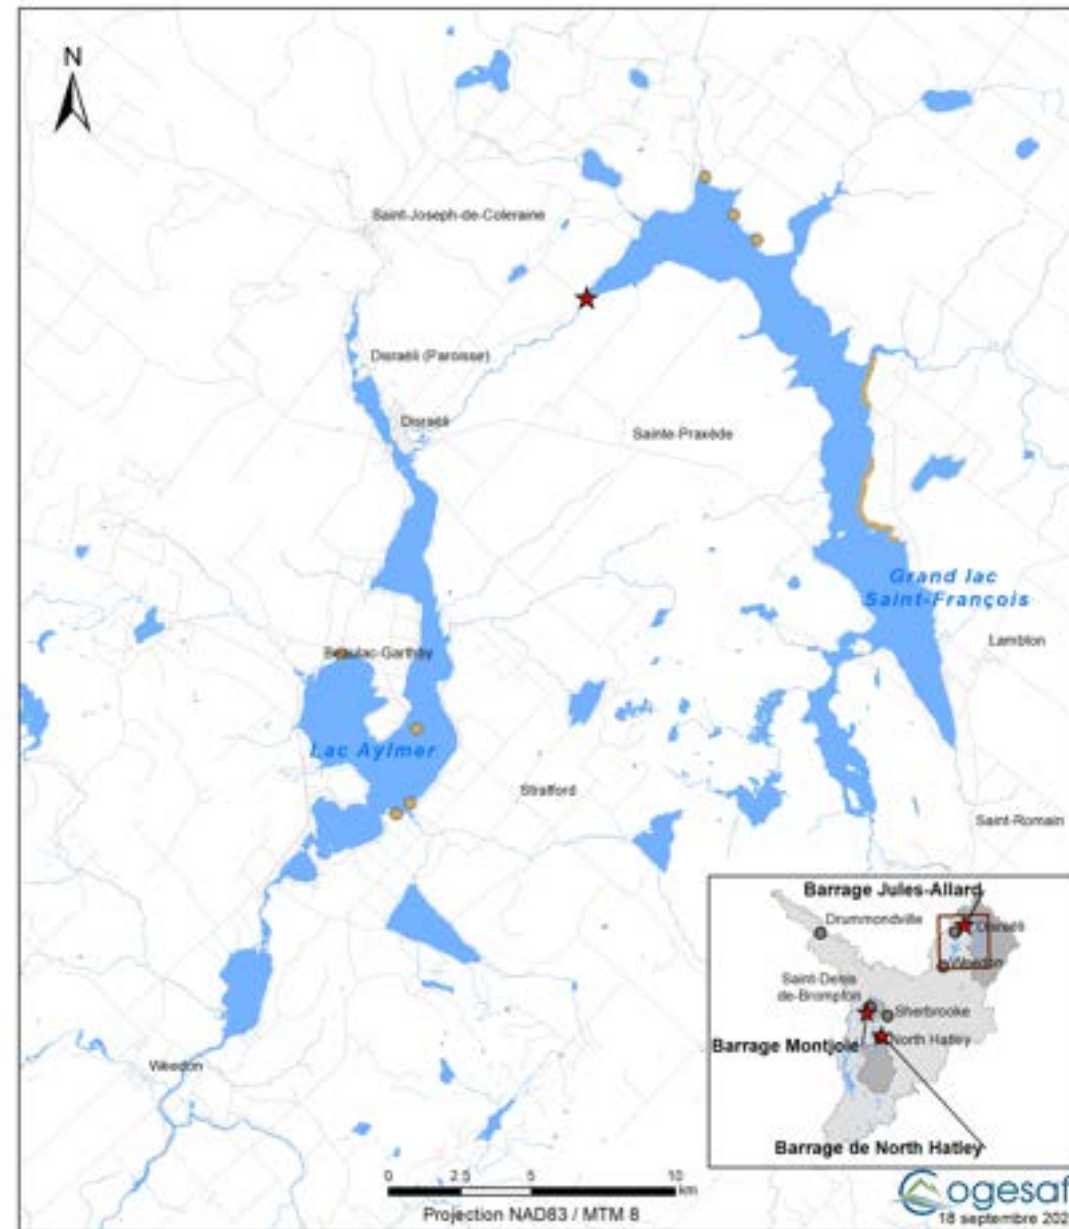 N
Saint-Joseph-de-Coleraine
Disraëli (Paroisse)
Disraëli
Sainte-Praxède
Grand lac
Saint-François
Lambton
Beaulac-Garthby
Lac Aylmer
Stratford
Saint-Romain
Weedon
Barrage Jules-Allard
Drummondville
Disraëli
Weedon
Saint-Denis
de-Brompton
Sherbrooke
Barrage Montjoie
North Hatley
Barrage de North Hatley
0 2.5 5 10
km
Projection NAD83 / MTM 8
Cogesaf
18 septembre 202